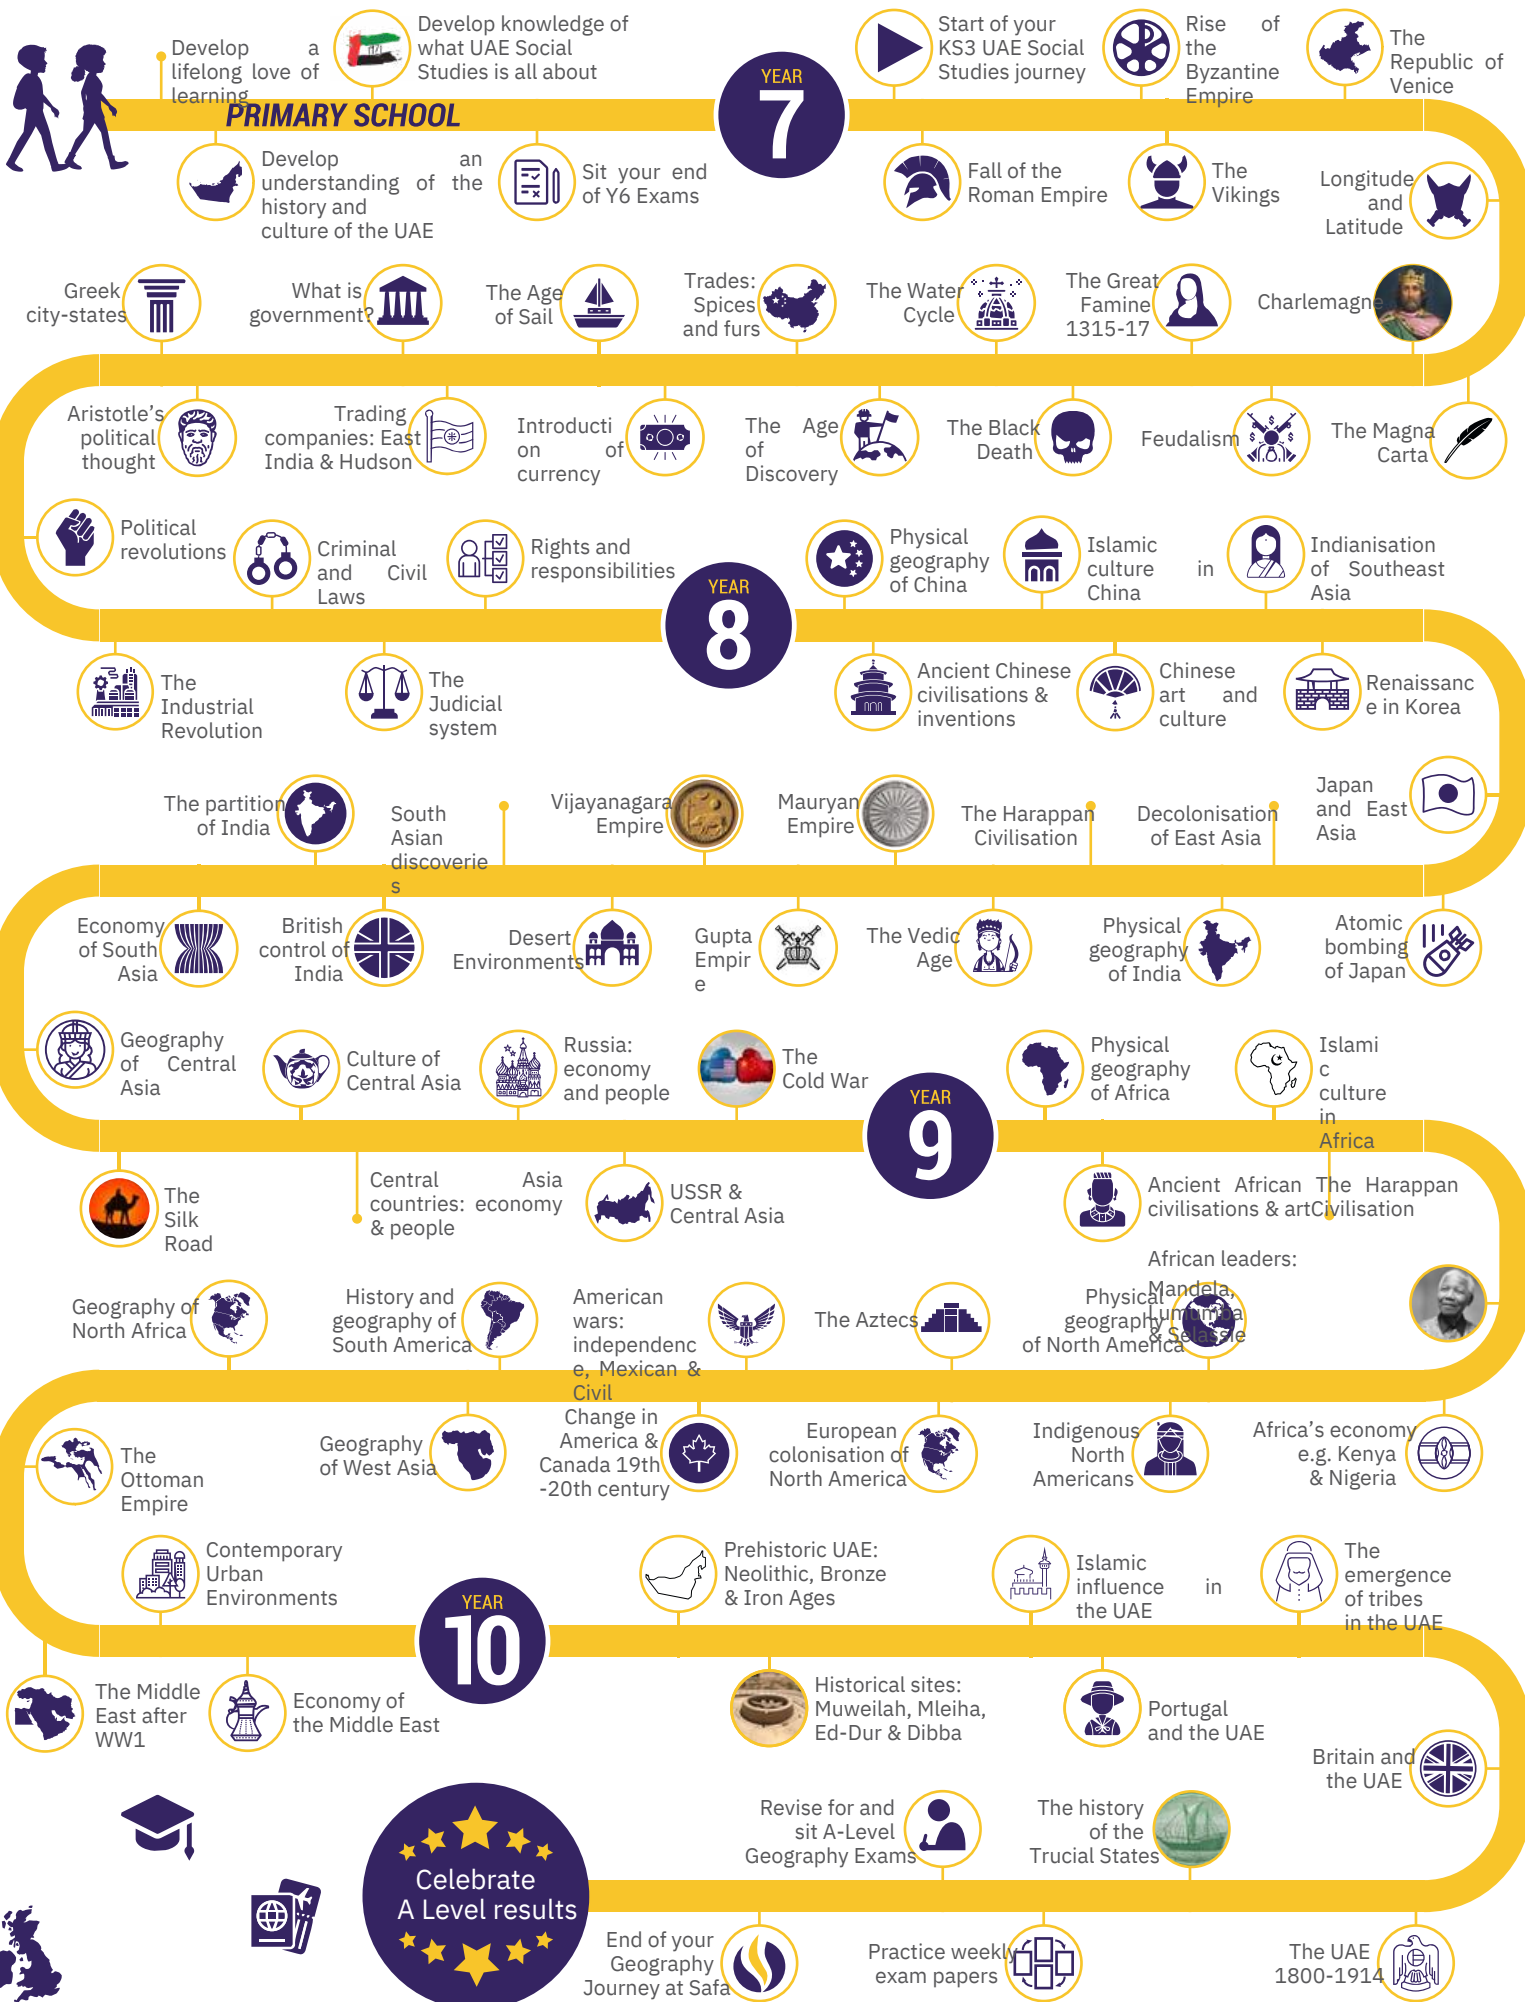 Develop a
lifelong love of
learning
Develop knowledge of
what UAE Social
Studies is all about
YEAR
7
Start of your
KS3 UAE Social
Studies journey
Rise of
the
Byzantine
Empire
The
Republic of
Venice
PRIMARY SCHOOL
Develop an
understanding of the
history and
culture of the UAE
Sit your end
of Y6 Exams
Fall of the
Roman Empire
The
Vikings
Longitude
and
Latitude
Greek
city-states
What is
government?
The Age
of Sail
Trades:
Spices
and furs
The Water
Cycle
The Great
Famine
1315-17
Charlemagne
Aristotle's
political
thought
Trading
companies: East
India & Hudson
Introducti
on of
currency
The Age
of
Discovery
The Black
Death
Feudalism
The Magna
Carta
Political
revolutions
Criminal
and Civil
Laws
Rights and
responsibilities
YEAR
8
Physical
geography
of China
Islamic
culture in
China
Indianisation
of Southeast
Asia
The
Industrial
Revolution
The
Judicial
system
Ancient Chinese
civilisations &
inventions
Chinese
art and
culture
Renaissanc
e in Korea
The partition
of India
South
Asian
discoverie
s
Vijayanagara
Empire
Mauryan
Empire
The Harappan
Civilisation
Decolonisation
of East Asia
Japan
and East
Asia
Economy
of South
Asia
British
control of
India
Desert
Environments
Gupta
Empir
e
The Vedic
Age
Physical
geography
of India
Atomic
bombing
of Japan
Geography
of Central
Asia
Culture of
Central Asia
Russia:
economy
and people
The
Cold War
YEAR
9
Physical
geography
of Africa
Islami
c
culture
in
Africa
The
Silk
Road
Central Asia
countries: economy
& people
USSR &
Central Asia
Ancient African
civilisations & art
The Harappan
Civilisation
African leaders:
Mandela,
Lumumba
& Selassie
Geography of
North Africa
History and
geography of
South America
American
wars:
independenc
e, Mexican &
Civil
The Aztecs
Physical
geography
of North America
The
Ottoman
Empire
Geography
of West Asia
Change in
America &
Canada 19th
-20th century
European
colonisation of
North America
Indigenous
North
Americans
Africa's economy
e.g. Kenya
& Nigeria
Contemporary
Urban
Environments
YEAR
10
Prehistoric UAE:
Neolithic, Bronze
& Iron Ages
Islamic
influence in
the UAE
The
emergence
of tribes
in the UAE
The Middle
East after
WW1
Economy of
the Middle East
Historical sites:
Muweilah, Mleiha,
Ed-Dur & Dibba
Portugal
and the UAE
Britain and
the UAE
Revise for and
sit A-Level
Geography Exams
The history
of the
Trucial States
Celebrate
A Level results
End of your
Geography
Journey at Safa
Practice weekly
exam papers
The UAE
1800-1914